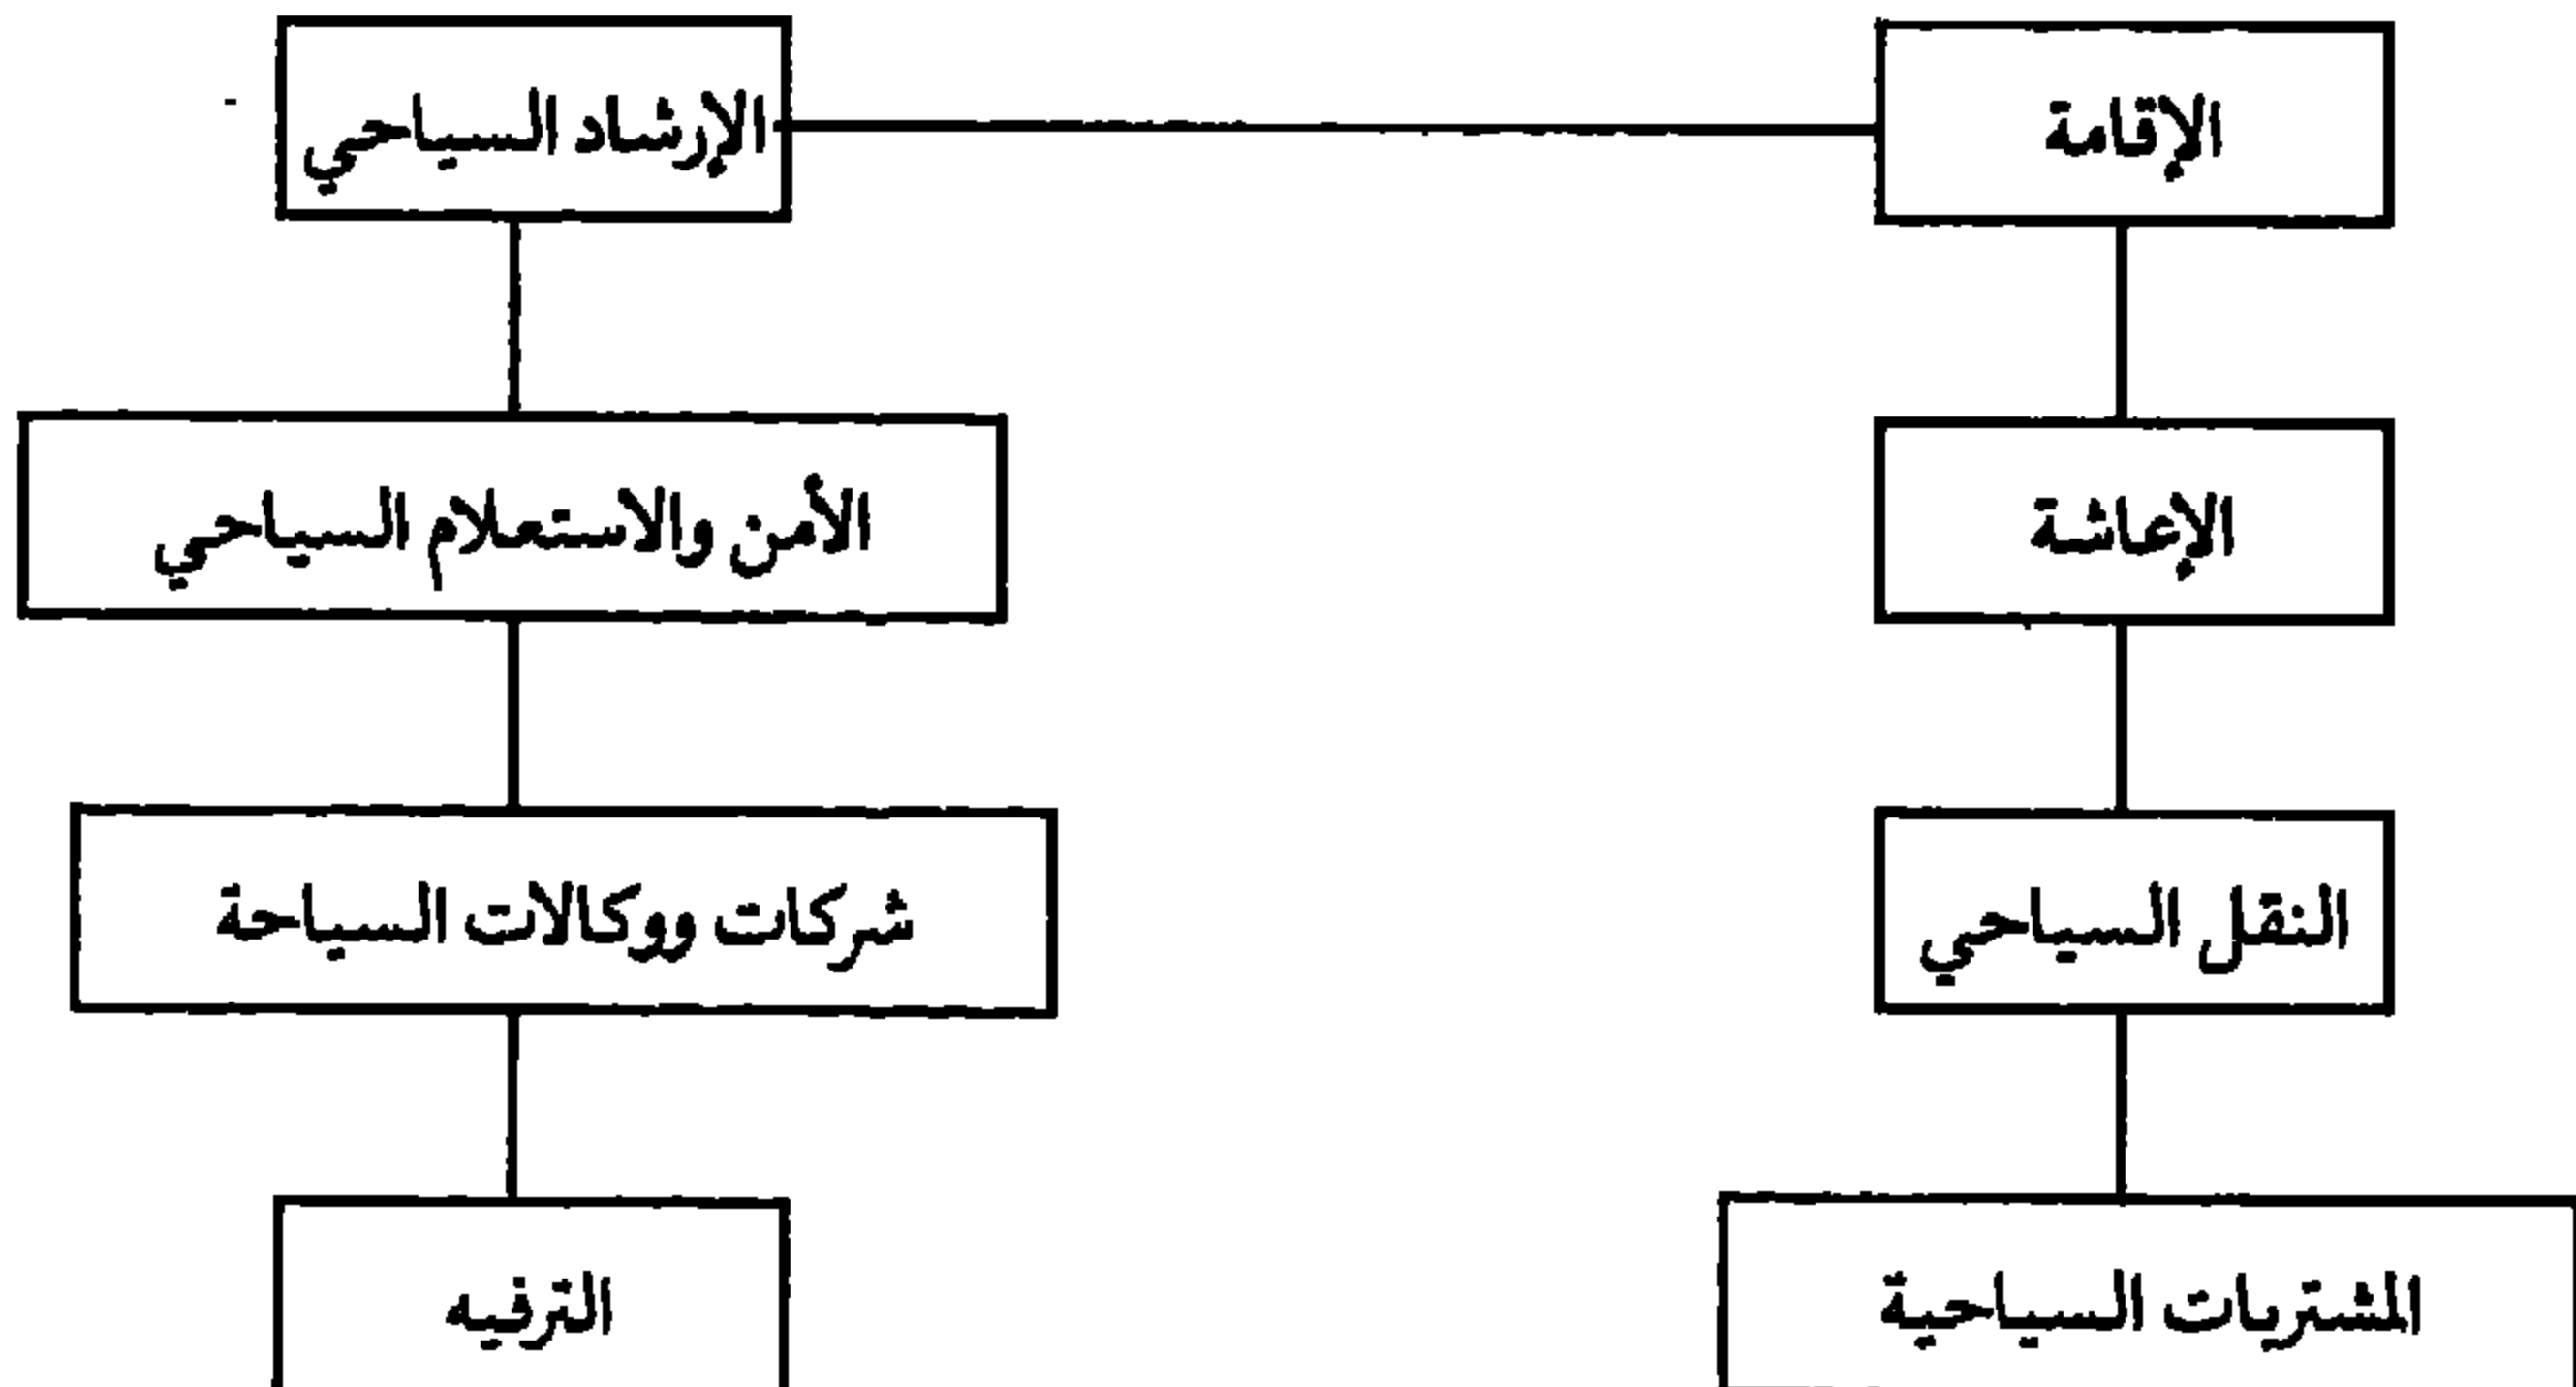 الإقامة
الإرشاد السياحي
الإعاشة
الأمن والاستعلام السياحي
النقل السياحي
شركات ووكالات السياحة
المشتريات السياحية
الترفيه